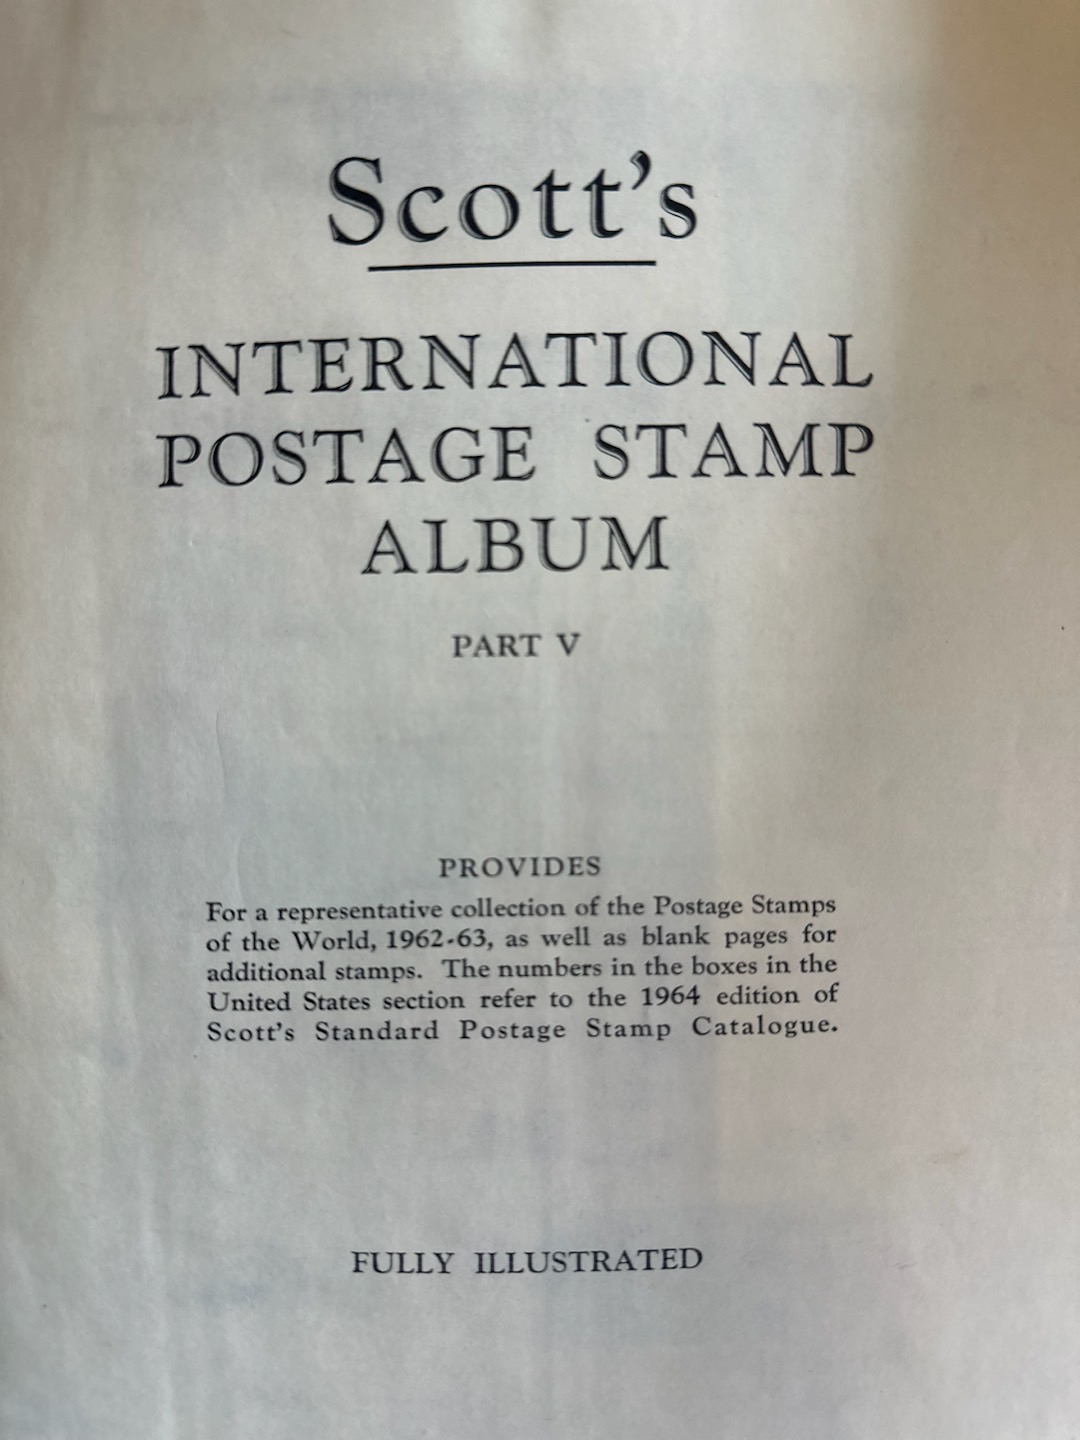 Scott's
INTERNATIONAL
POSTAGE STAMP
ALBUM
PART V
PROVIDES
For a representative collection of the Postage Stamps
of the World, 1962-63, as well as blank pages for
additional stamps. The numbers in the boxes in the
United States section refer to the 1964 edition of
Scott's Standard Postage Stamp Catalogue.
FULLY ILLUSTRATED